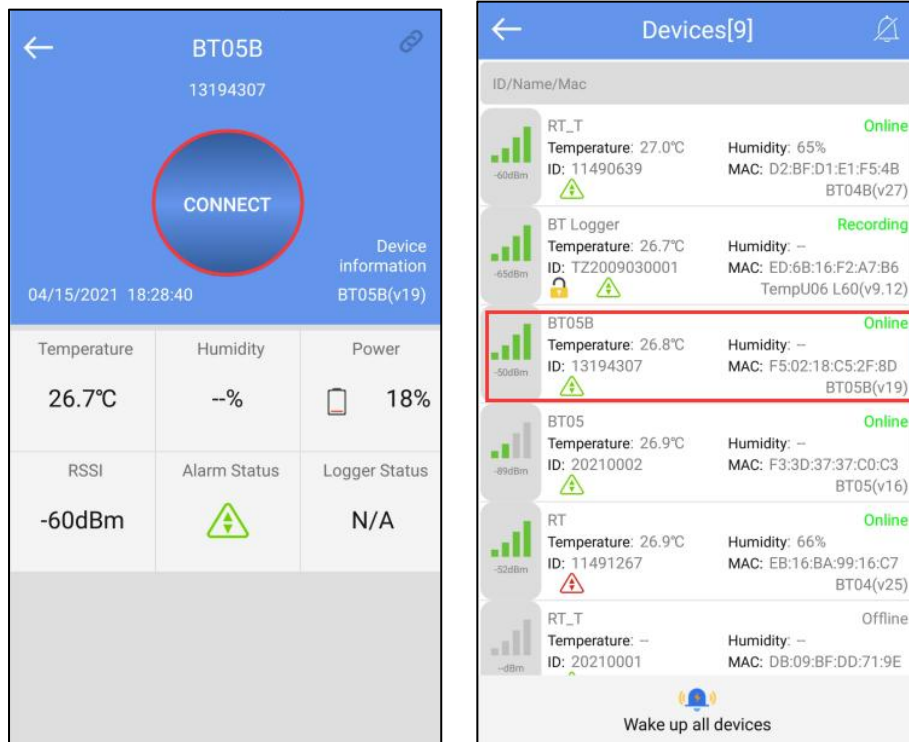 BT05B
13194307
CONNECT
Device
information
04/15/2021 18:28:40 BT05B(v19)
Temperature Humidity Power
26.7℃ --% 18%
RSSI Alarm Status Logger Status
-60dBm N/A
Devices[9]
ID/Name/Mac
RT_T Online
Temperature: 27.0℃ Humidity: 65%
-60dBm ID: 11490639 MAC: D2:BF:D1:E1:F5:4B
BT04B(v27)
BT Logger Recording
Temperature: 26.7℃ Humidity: --
-65dBm ID: TZ2009030001 MAC: ED:6B:16:F2:A7:B6
TempU06 L60(v9.12)
BT05B Online
Temperature: 26.8℃ Humidity: --
-50dBm ID: 13194307 MAC: F5:02:18:C5:2F:8D
BT05B(v19)
BT05 Online
Temperature: 26.9℃ Humidity: --
-89dBm ID: 20210002 MAC: F3:3D:37:37:C0:C3
BT05(v16)
RT Online
Temperature: 26.9℃ Humidity: 66%
-52dBm ID: 11491267 MAC: EB:16:BA:99:16:C7
BT04(v25)
RT_T Offline
Temperature: -- Humidity: --
--dBm ID: 20210001 MAC: DB:09:BF:DD:71:9E
Wake up all devices